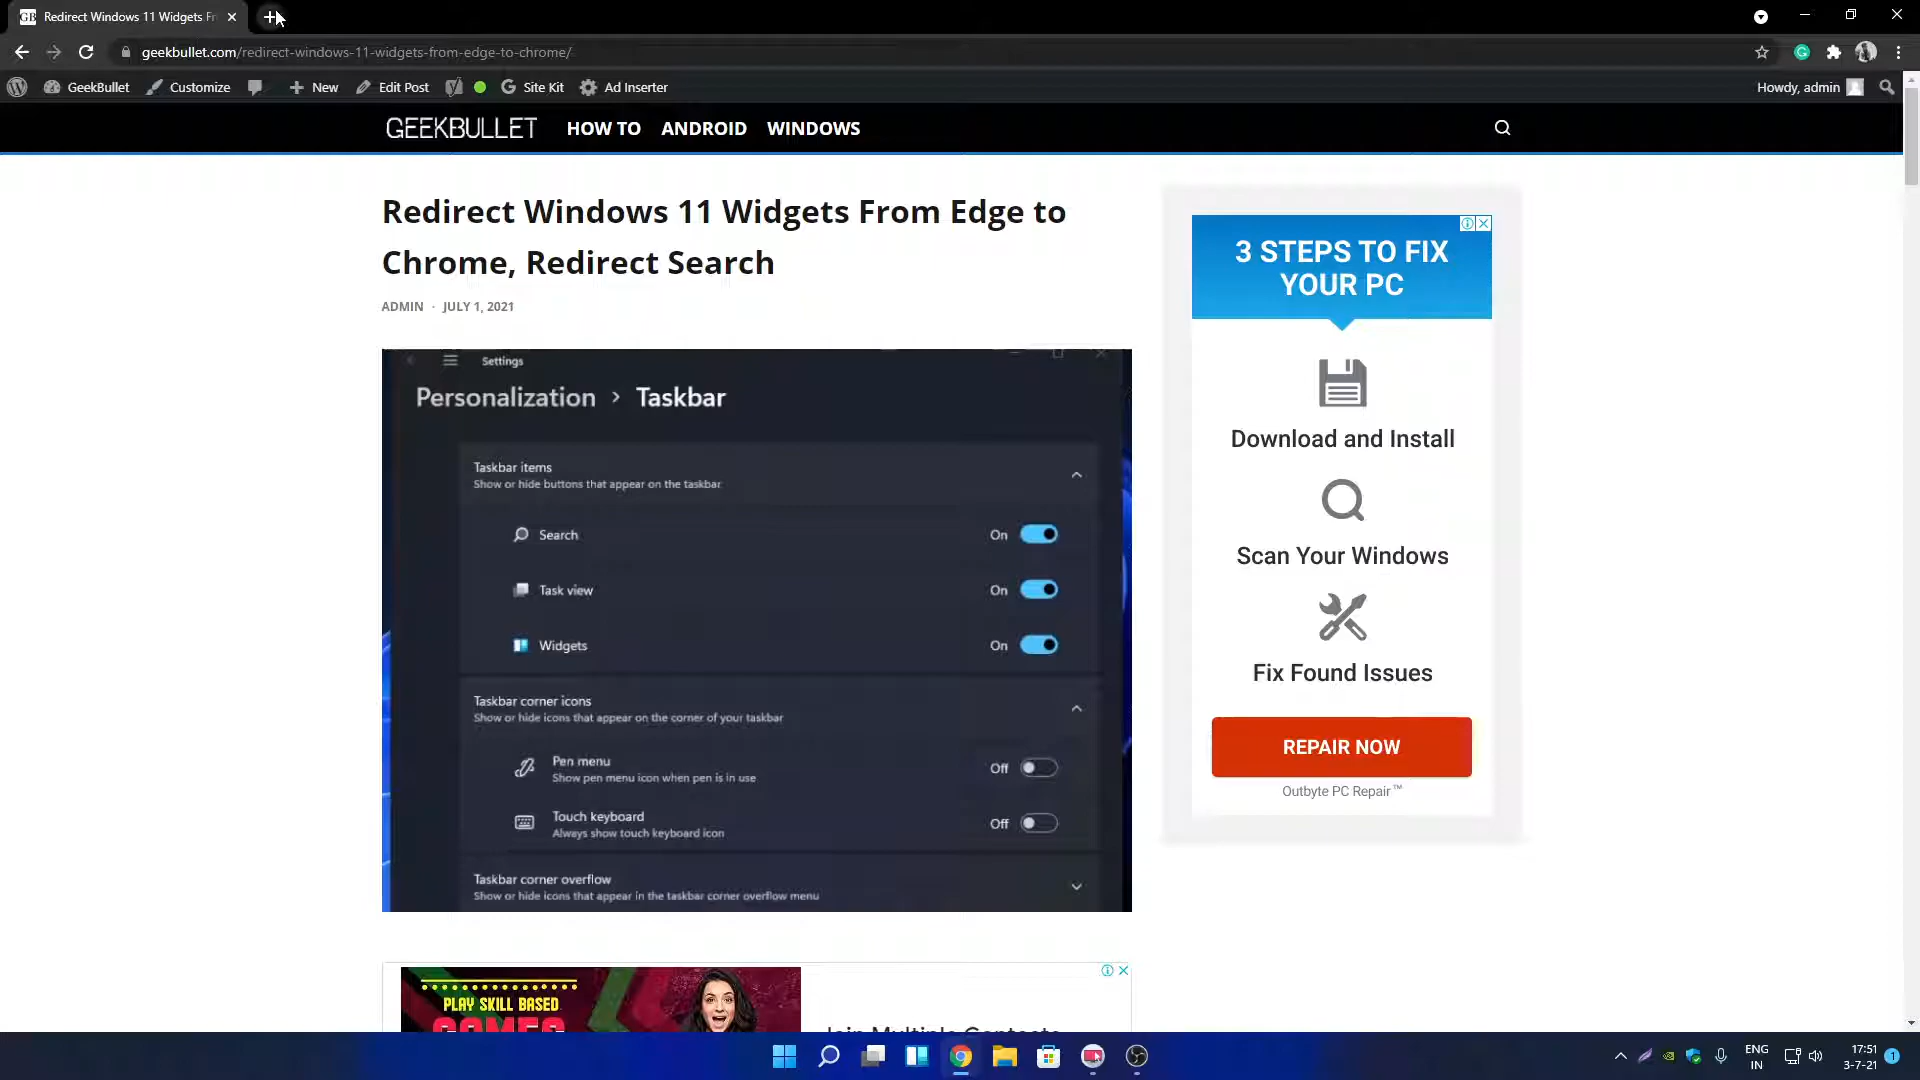 Redirect Windows 11 Widgets Fr
geekbullet.com/redirect-windows-11-widgets-from-edge-to-chrome/
GeekBullet
Customize
New
Edit Post
Site Kit
Ad Inserter
Howdy, admin
GEEKBULLET
HOW TO
ANDROID
WINDOWS
Redirect Windows 11 Widgets From Edge to
Chrome, Redirect Search
ADMIN · JULY 1, 2021
Settings
Personalization > Taskbar
Taskbar items
Show or hide buttons that appear on the taskbar
Search
On
Task view
On
Widgets
On
Taskbar corner icons
Show or hide icons that appear on the corner of your taskbar
Pen menu
Show pen menu icon when pen is in use
Off
Touch keyboard
Always show touch keyboard icon
Off
Taskbar corner overflow
Show or hide icons that appear in the taskbar corner overflow menu
3 STEPS TO FIX
YOUR PC
Download and Install
Scan Your Windows
Fix Found Issues
REPAIR NOW
Outbyte PC Repair™
PLAY SKILL BASED
GAMES
Join Multiple Contests
ENG
IN
17:51
3-7-21
1